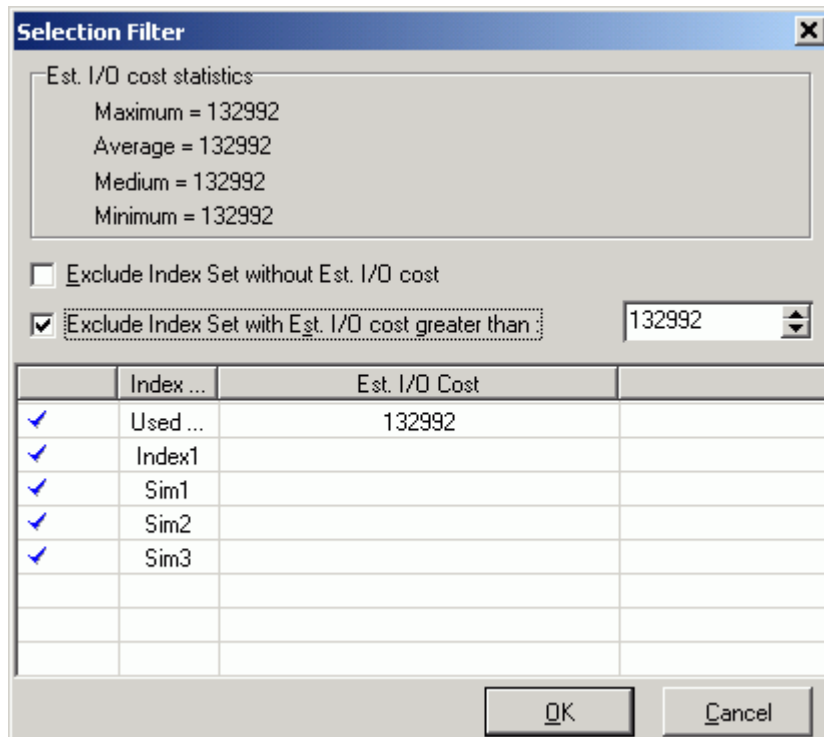 Selection Filter
Est. I/O cost statistics
Maximum = 132992
Average = 132992
Medium = 132992
Minimum = 132992
Exclude Index Set without Est. I/O cost
Exclude Index Set with Est. I/O cost greater than : 132992
Index ... Est. I/O Cost
Used ... 132992
Index1
Sim1
Sim2
Sim3
OK Cancel